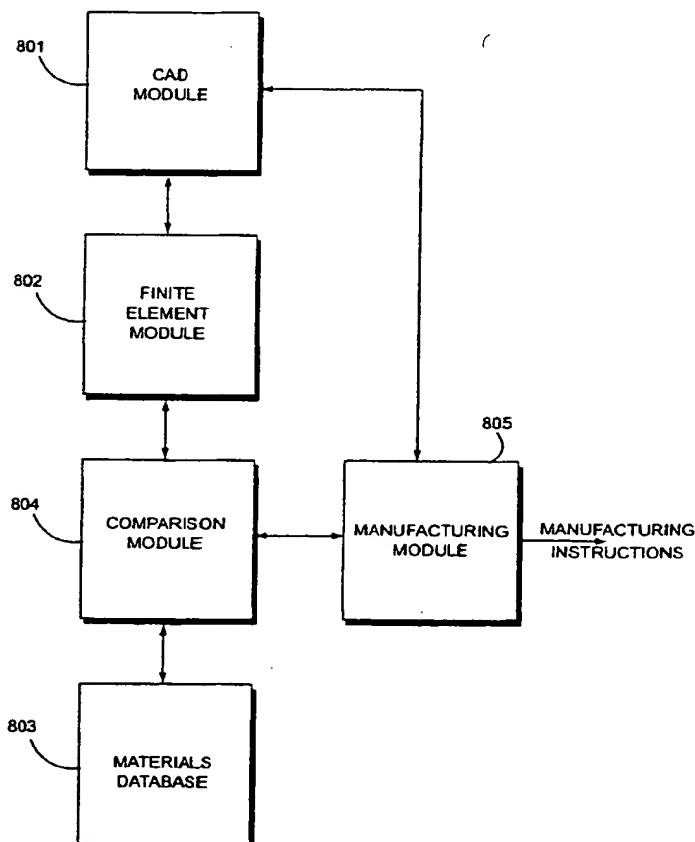 801
CAD
MODULE
802
FINITE
ELEMENT
MODULE
805
804
COMPARISON
MODULE
MANUFACTURING
MODULE
MANUFACTURING
INSTRUCTIONS
803
MATERIALS
DATABASE